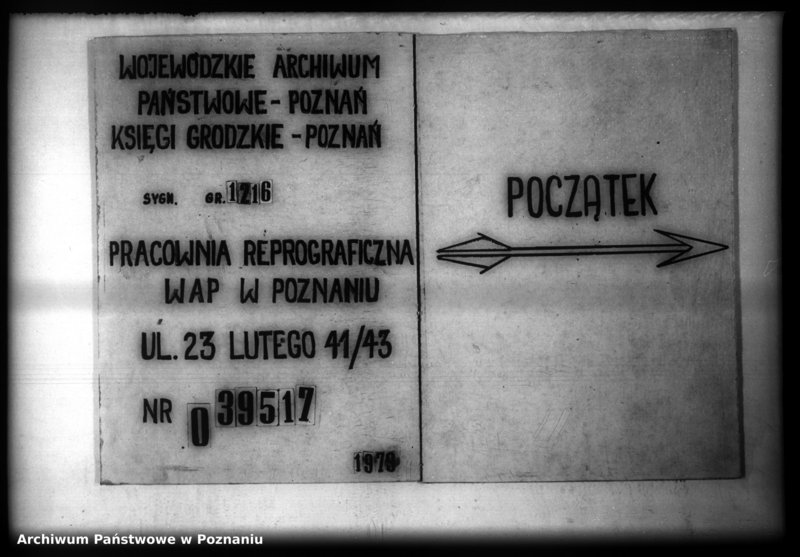 WOJEWÓDZKIE ARCHIWUM
PAŃSTWOWE - POZNAŃ
KSIĘGI GRODZKIE - POZNAŃ
SYGN. GR. 1216
PRACOWNIA REPROGRAFICZNA
WAP W POZNANIU
UL. 23 LUTEGO 41/43
NR 039517
POCZĄTEK
Archiwum Państwowe w Poznaniu